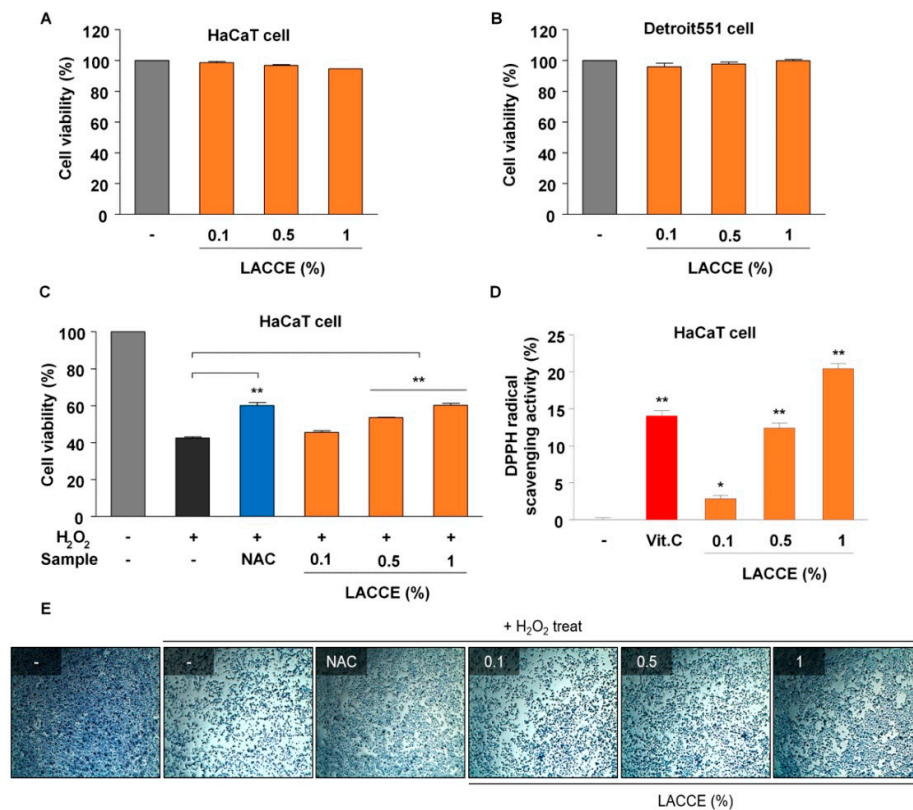 A
HaCaT cell
Cell viability (%)
120
100
80
60
40
20
0
- 0.1 0.5 1
LACCE (%)
B
Detroit551 cell
Cell viability (%)
120
100
80
60
40
20
0
- 0.1 0.5 1
LACCE (%)
C
HaCaT cell
Cell viability (%)
100
80
60
40
20
0
**
**
H₂O₂ - + + + + +
Sample - - NAC 0.1 0.5 1
LACCE (%)
D
HaCaT cell
DPPH radical
scavenging activity (%)
25
20
15
10
5
0
**
*
**
**
- Vit.C 0.1 0.5 1
LACCE (%)
E
+ H₂O₂ treat
- - NAC 0.1 0.5 1
LACCE (%)